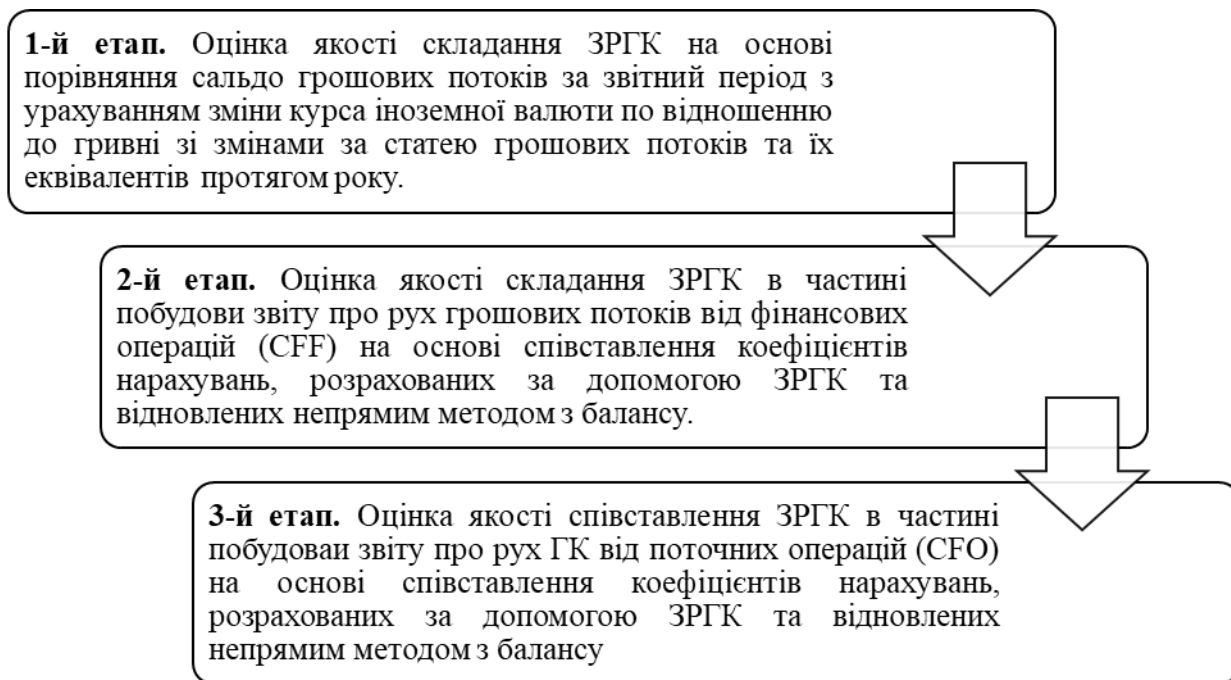 1-й етап. Оцінка якості складання ЗРГК на основі
порівняння сальдо грошових потоків за звітний період з
урахуванням зміни курса іноземної валюти по відношенню
до гривні зі змінами за статею грошових потоків та їх
еквівалентів протягом року.
2-й етап. Оцінка якості складання ЗРГК в частині
побудови звіту про рух грошових потоків від фінансових
операцій (CFF) на основі співставлення коефіцієнтів
нарахувань, розрахованих за допомогою ЗРГК та
відновлених непрямим методом з балансу.
3-й етап. Оцінка якості співставлення ЗРГК в частині
побудоваи звіту про рух ГК від поточних операцій (CFO)
на основі співставлення коефіцієнтів нарахувань,
розрахованих за допомогою ЗРГК та відновлених
непрямим методом з балансу